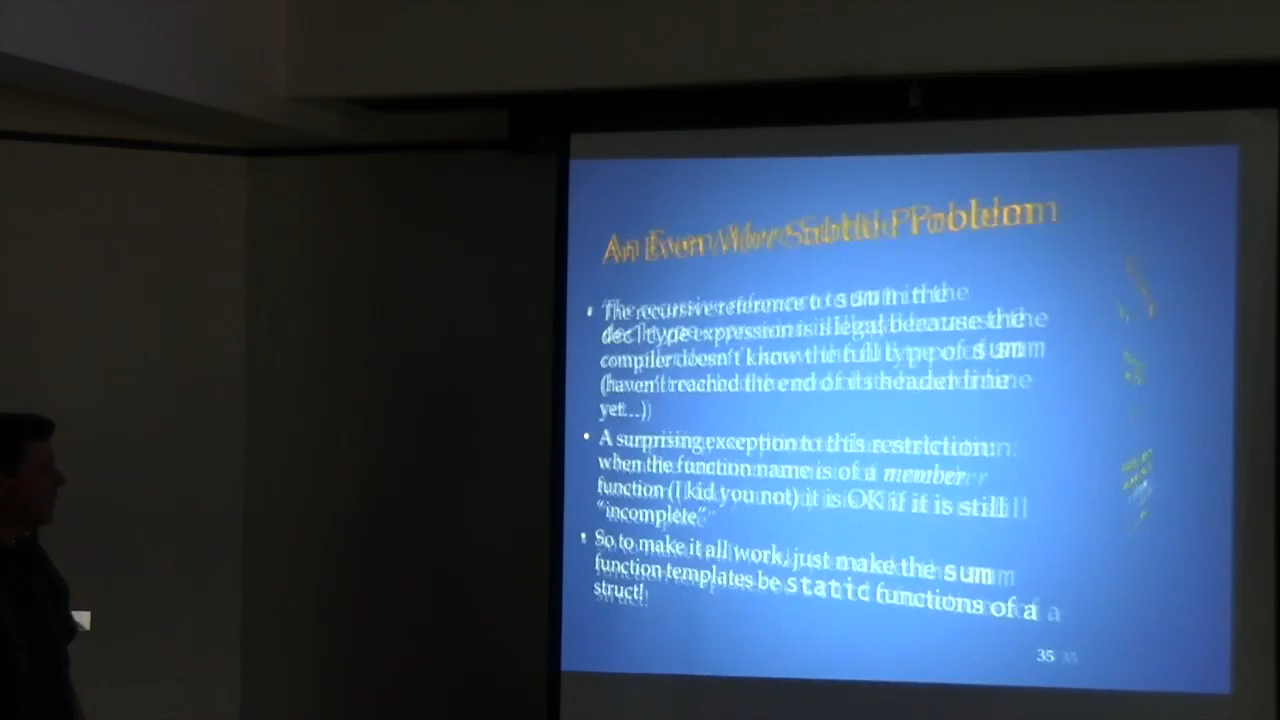 An Even More Subtle Problem
• The recursive reference to sum in the
decltype expression is illegal because the
compiler doesn't know the full type of sum
(haven't reached the end of its header line
yet…)
• A surprising exception to this restriction:
when the function name is of a member
function (I kid you not) it is OK if if is still
"incomplete"
• So to make it all work, just make the sum
function templates be static functions of a
struct!
35